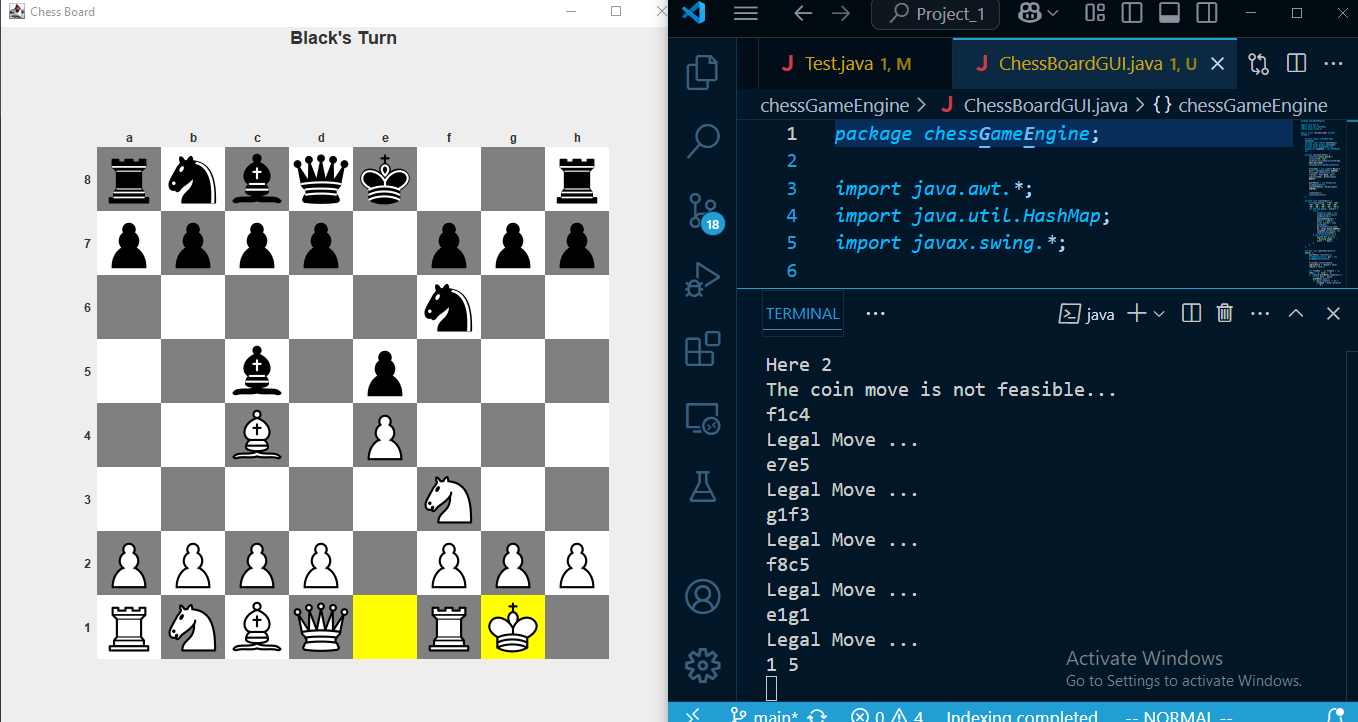 Chess Board
Black's Turn
a b c d e f g h
8
7
6
5
4
3
2
1
Project_1
Test.java 1, M
ChessBoardGUI.java 1, U
chessGameEngine > J ChessBoardGUI.java > {} chessGameEngine
1 package chessGameEngine;
2
3 import java.awt.*;
4 import java.util.HashMap;
5 import javax.swing.*;
6
18
TERMINAL
java
Here 2
The coin move is not feasible...
f1c4
Legal Move ...
e7e5
Legal Move ...
g1f3
Legal Move ...
f8c5
Legal Move ...
e1g1
Legal Move ...
1 5
Activate Windows
Go to Settings to activate Windows.
main* 0 4 Indexing completed -- NORMAL --